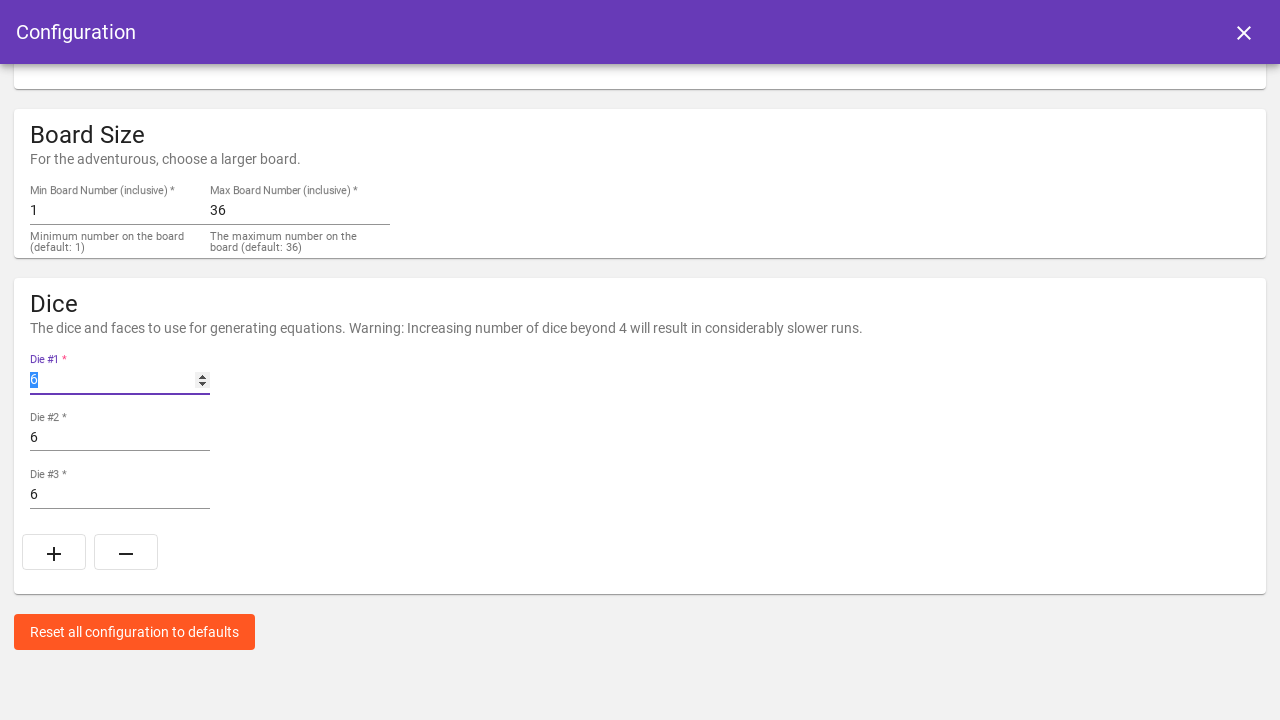 Configuration
Board Size
For the adventurous, choose a larger board.
Min Board Number (inclusive) *
Max Board Number (inclusive) *
1
36
Minimum number on the board
(default: 1)
The maximum number on the
board (default: 36)
Dice
The dice and faces to use for generating equations. Warning: Increasing number of dice beyond 4 will result in considerably slower runs.
Die #1 *
6
Die #2 *
6
Die #3 *
6
Reset all configuration to defaults